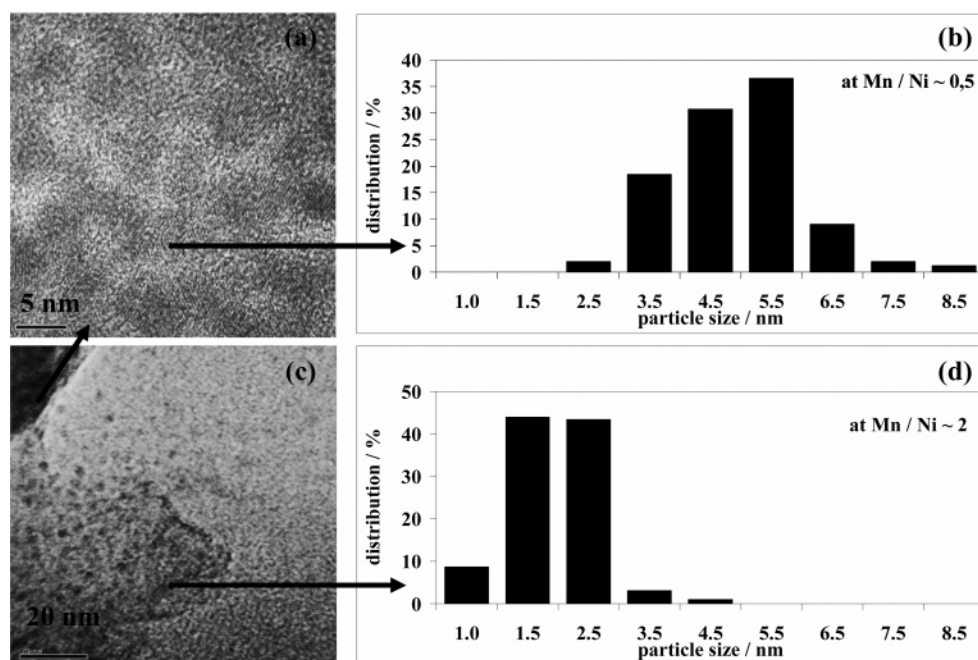 (a)
5 nm
(b)
at Mn / Ni ~ 0,5
distribution / %
40
35
30
25
20
15
10
5
0
1.0 1.5 2.5 3.5 4.5 5.5 6.5 7.5 8.5
particle size / nm
(c)
20 nm
(d)
at Mn / Ni ~ 2
distribution / %
50
40
30
20
10
0
1.0 1.5 2.5 3.5 4.5 5.5 6.5 7.5 8.5
particle size / nm